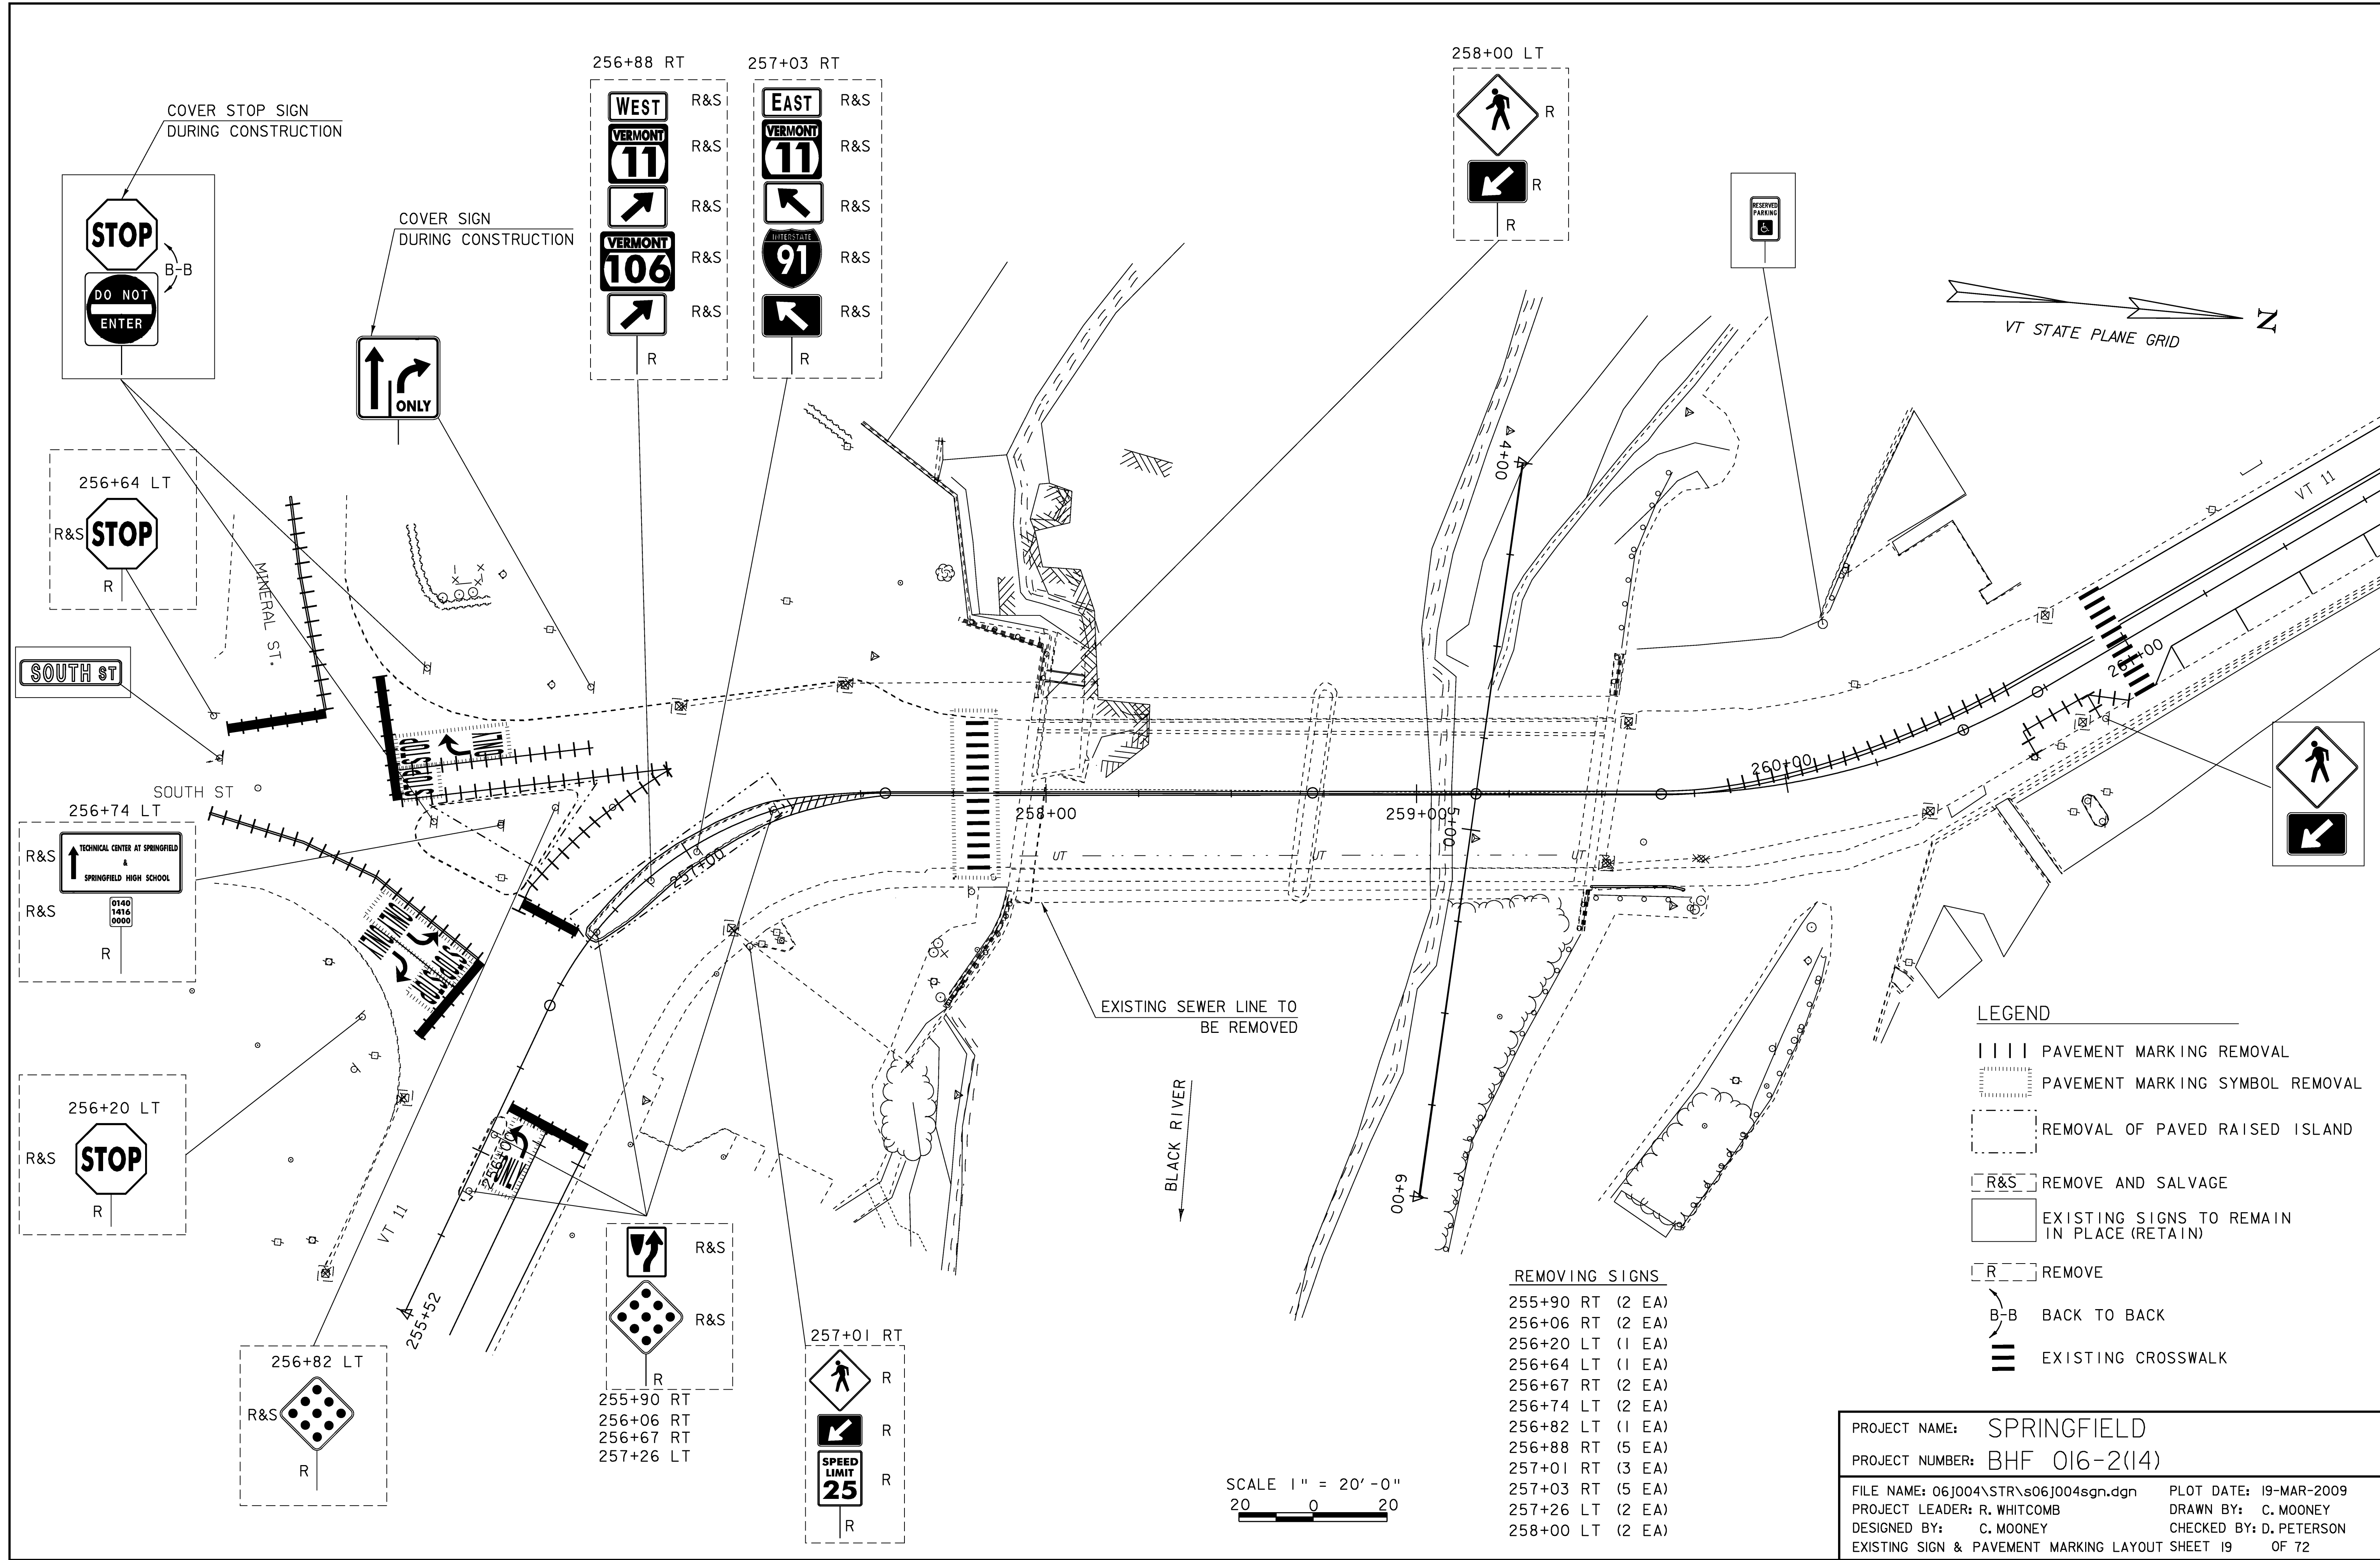 256+88 RT
WEST R&S
VERMONT
11 R&S
R&S
VERMONT
106 R&S
R&S
R
257+03 RT
EAST R&S
VERMONT
11 R&S
R&S
INTERSTATE
91 R&S
R&S
R
258+00 LT
R
R
R
COVER STOP SIGN
DURING CONSTRUCTION
STOP
B-B
DO NOT
ENTER
COVER SIGN
DURING CONSTRUCTION
ONLY
RESERVED
PARKING
N
VT STATE PLANE GRID
256+64 LT
R&S STOP
R
MINERAL ST.
SOUTH ST
SOUTH ST
256+74 LT
R&S TECHNICAL CENTER AT SPRINGFIELD
&
SPRINGFIELD HIGH SCHOOL
R&S 0140
1416
0000
R
256+20 LT
R&S STOP
R
256+82 LT
R&S
R
VT 11
255+52
256+00
257+00
258+00
259+00
260+00
261+00
4+00
5+00
6+00
VT 11
ONLY
ONLY
ONLY
STOP
STOP
UT
UT
UT
EXISTING SEWER LINE TO
BE REMOVED
BLACK RIVER
R&S
R&S
R
255+90 RT
256+06 RT
256+67 RT
257+26 LT
257+01 RT
R
R
SPEED
LIMIT
25 R
R
SCALE 1" = 20'-0"
20 0 20
REMOVING SIGNS
255+90 RT (2 EA)
256+06 RT (2 EA)
256+20 LT (1 EA)
256+64 LT (1 EA)
256+67 RT (2 EA)
256+74 LT (2 EA)
256+82 LT (1 EA)
256+88 RT (5 EA)
257+01 RT (3 EA)
257+03 RT (5 EA)
257+26 LT (2 EA)
258+00 LT (2 EA)
LEGEND
PAVEMENT MARKING REMOVAL
PAVEMENT MARKING SYMBOL REMOVAL
REMOVAL OF PAVED RAISED ISLAND
R&S REMOVE AND SALVAGE
EXISTING SIGNS TO REMAIN
IN PLACE (RETAIN)
R REMOVE
B-B BACK TO BACK
EXISTING CROSSWALK
PROJECT NAME: SPRINGFIELD
PROJECT NUMBER: BHF 016-2(14)
FILE NAME: 06j004\STR\s06j004sgn.dgn PLOT DATE: 19-MAR-2009
PROJECT LEADER: R. WHITCOMB DRAWN BY: C. MOONEY
DESIGNED BY: C. MOONEY CHECKED BY: D. PETERSON
EXISTING SIGN & PAVEMENT MARKING LAYOUT SHEET 19 OF 72